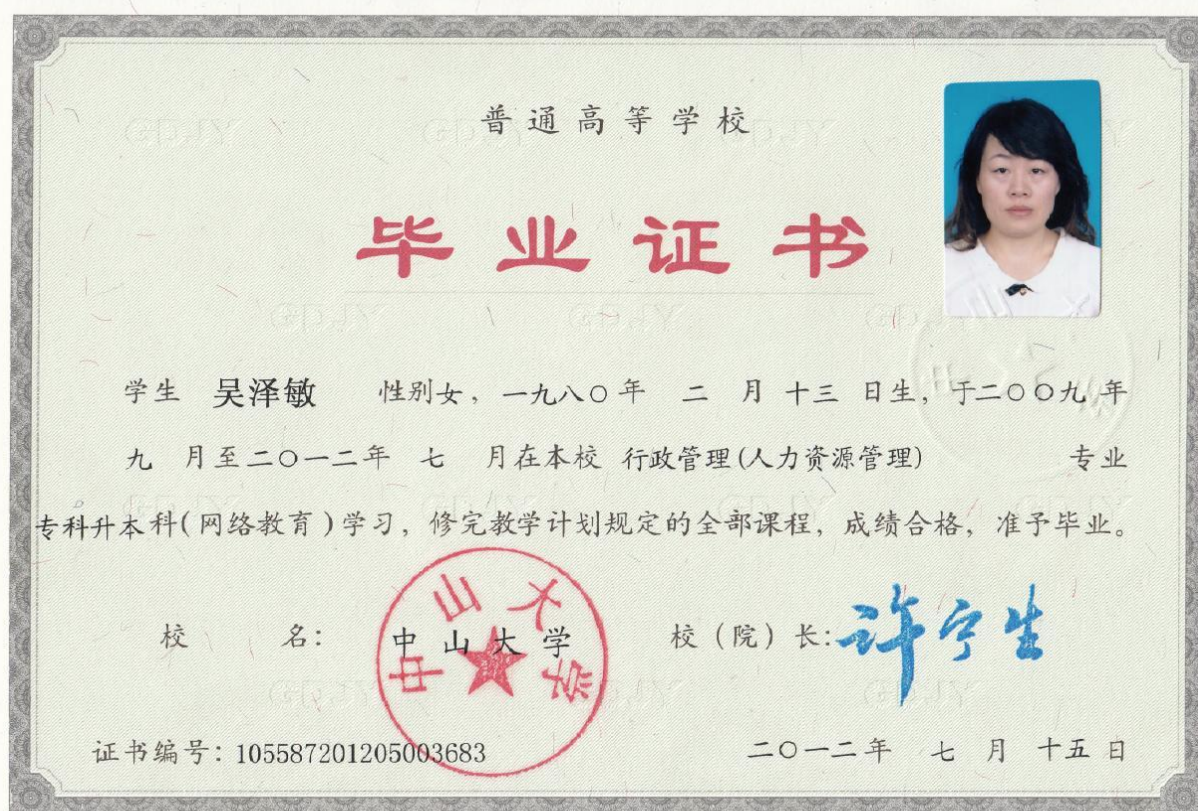 普通高等学校
毕业证书
学生 吴泽敏 性别女，一九八〇年 二 月 十三 日生，于二〇〇九年
九 月至二〇一二年 七 月在本校 行政管理(人力资源管理) 专业
专科升本科(网络教育)学习，修完教学计划规定的全部课程，成绩合格，准予毕业。
校 名： 中山大学 校（院）长：许宁生
中山大学
证书编号：105587201205003683 二〇一二年 七 月 十五 日